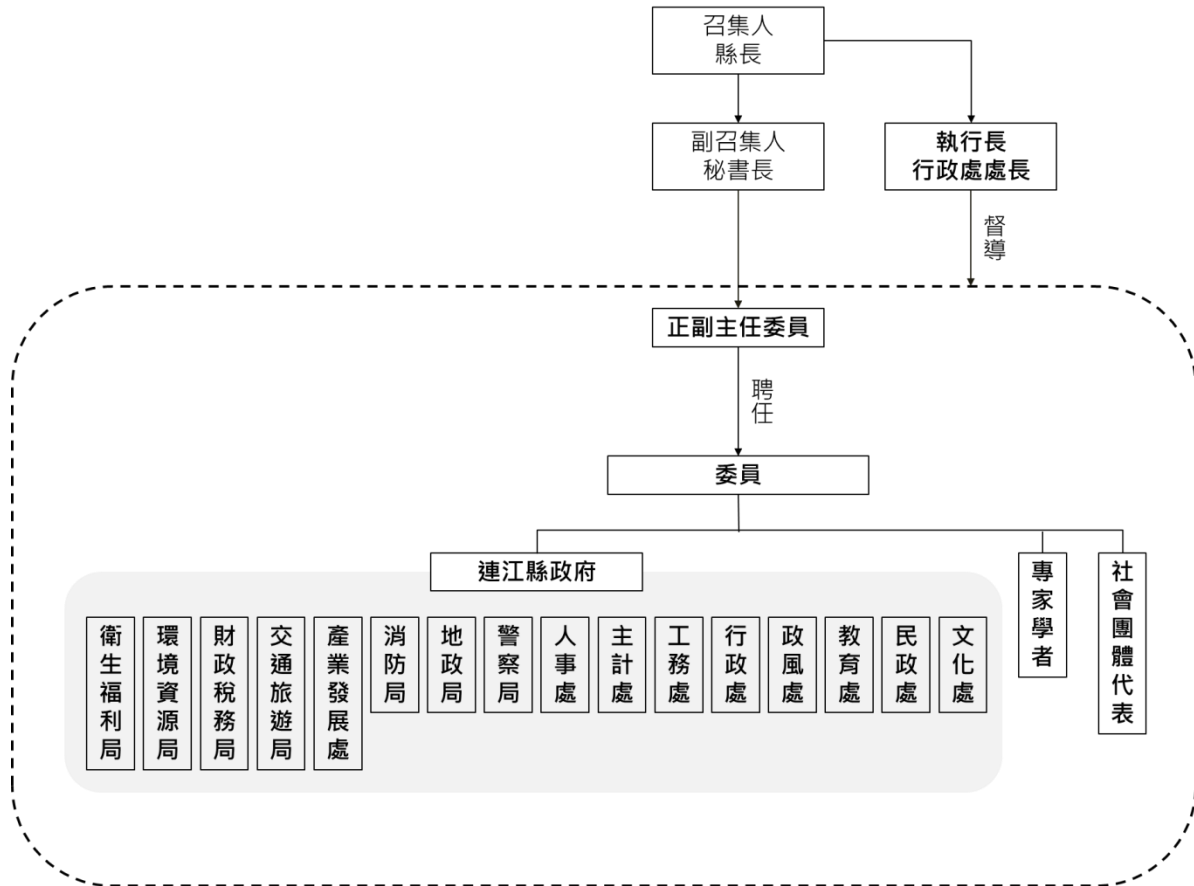 召集人
縣長
副召集人
秘書長
執行長
行政處處長
督導
正副主任委員
聘任
委員
連江縣政府
專家學者
社會團體代表
衛生福利局
環境資源局
財政稅務局
交通旅遊局
產業發展處
消防局
地政局
警察局
人事處
主計處
工務處
行政處
政風處
教育處
民政處
文化處